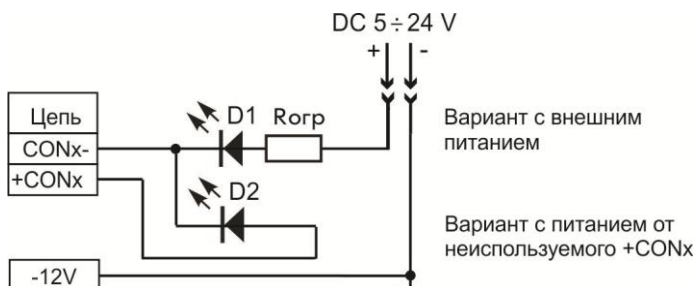 DC 5÷24 V
+ -
Цепь
D1 Rогр
CONx-
+CONx
D2
-12V
Вариант с внешним
питанием
Вариант с питанием от
неиспользуемого +CONx